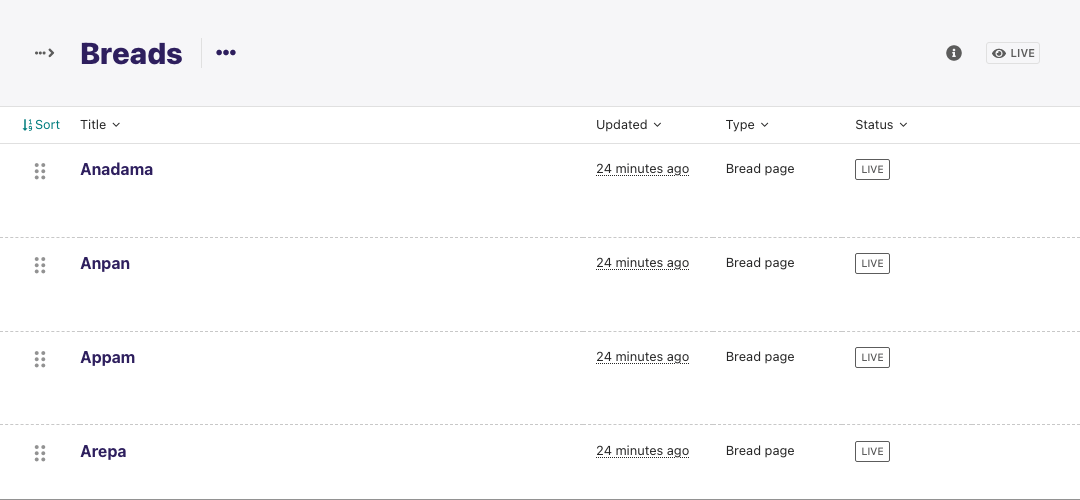 Breads
LIVE
Sort Title Updated Type Status
Anadama 24 minutes ago Bread page LIVE
Anpan 24 minutes ago Bread page LIVE
Appam 24 minutes ago Bread page LIVE
Arepa 24 minutes ago Bread page LIVE